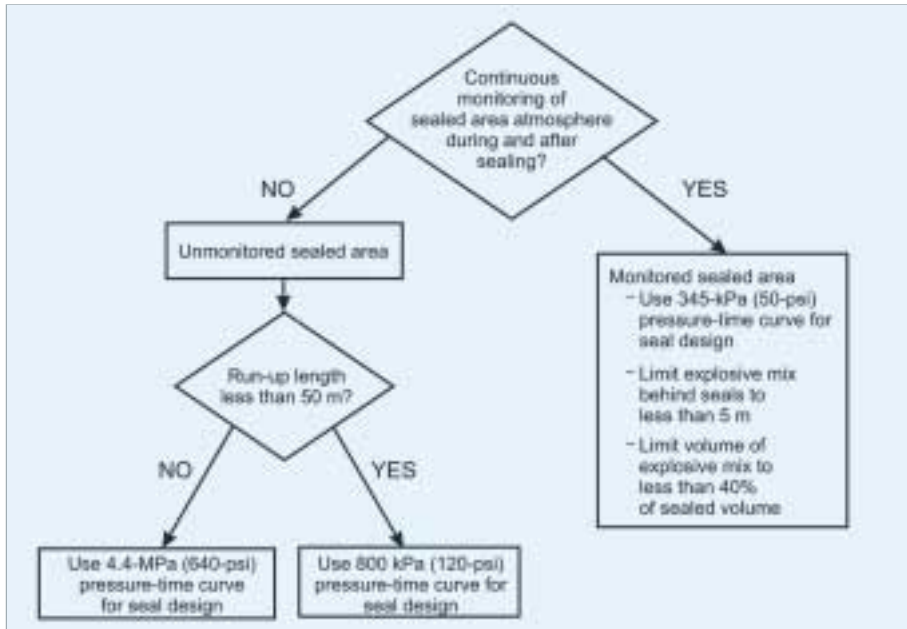 Continuous
monitoring of
sealed area atmosphere
during and after
sealing?
NO
YES
Unmonitored sealed area
Monitored sealed area
- Use 345-kPa (50-psi)
pressure-time curve for
seal design
- Limit explosive mix
behind seals to
less than 5 m
- Limit volume of
explosive mix to
less than 40%
of sealed volume
Run-up length
less than 50 m?
NO
YES
Use 4.4-MPa (640-psi)
pressure-time curve
for seal design
Use 800 kPa (120-psi)
pressure-time curve for
seal design